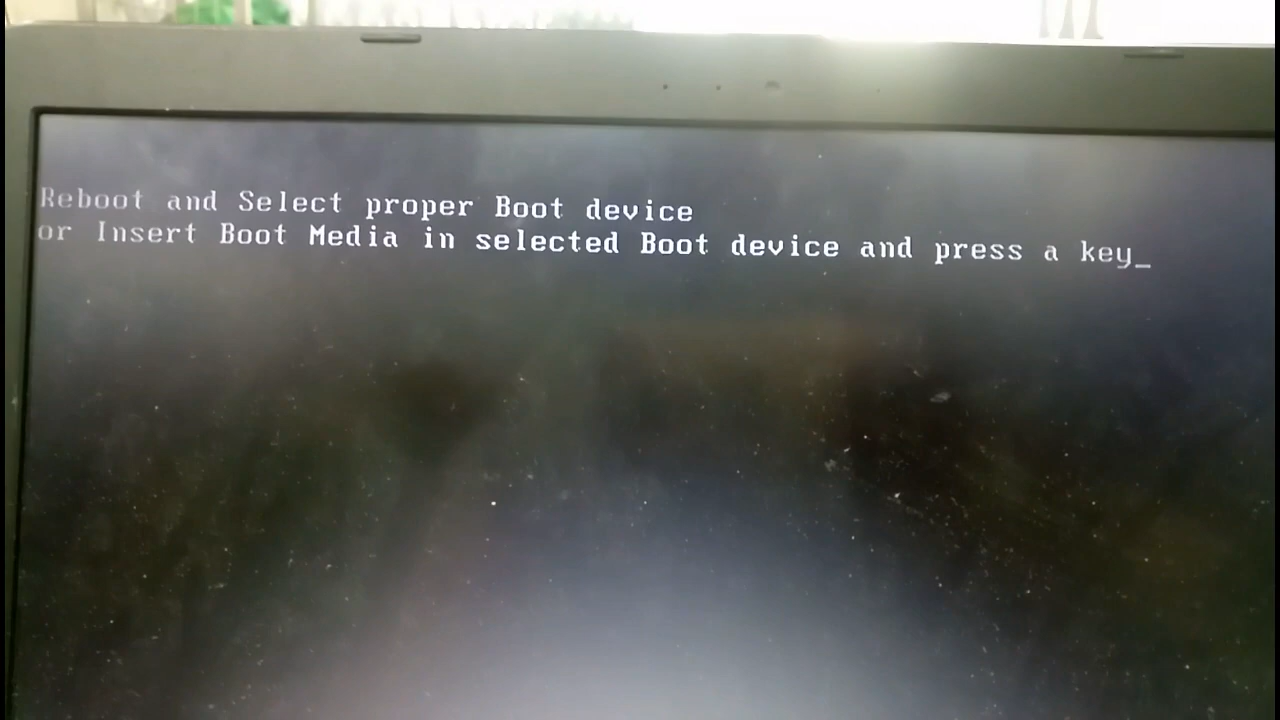 Reboot and Select proper Boot device
or Insert Boot Media in selected Boot device and press a key_